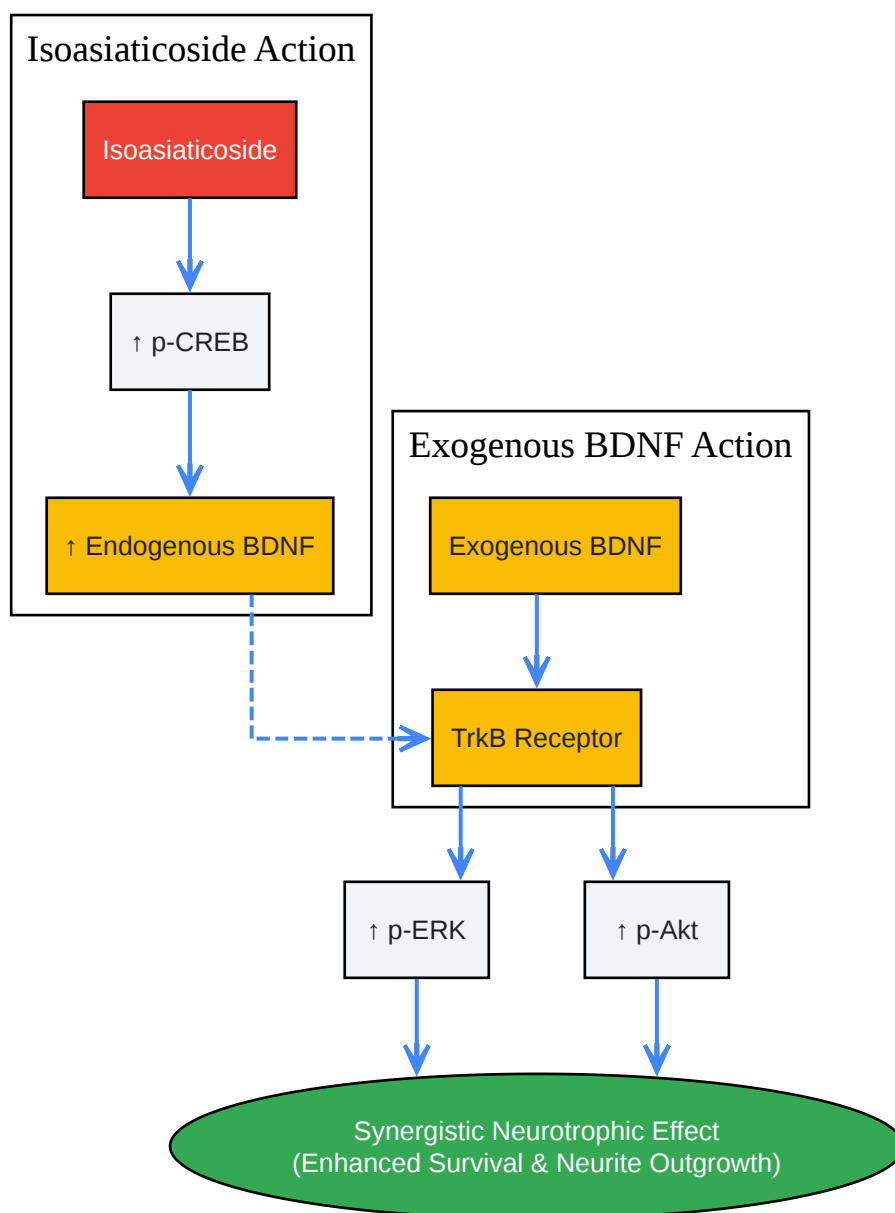 Isoasiaticoside Action
Isoasiaticoside
↑ p-CREB
↑ Endogenous BDNF
Exogenous BDNF Action
Exogenous BDNF
TrkB Receptor
↑ p-ERK
↑ p-Akt
Synergistic Neurotrophic Effect
(Enhanced Survival & Neurite Outgrowth)